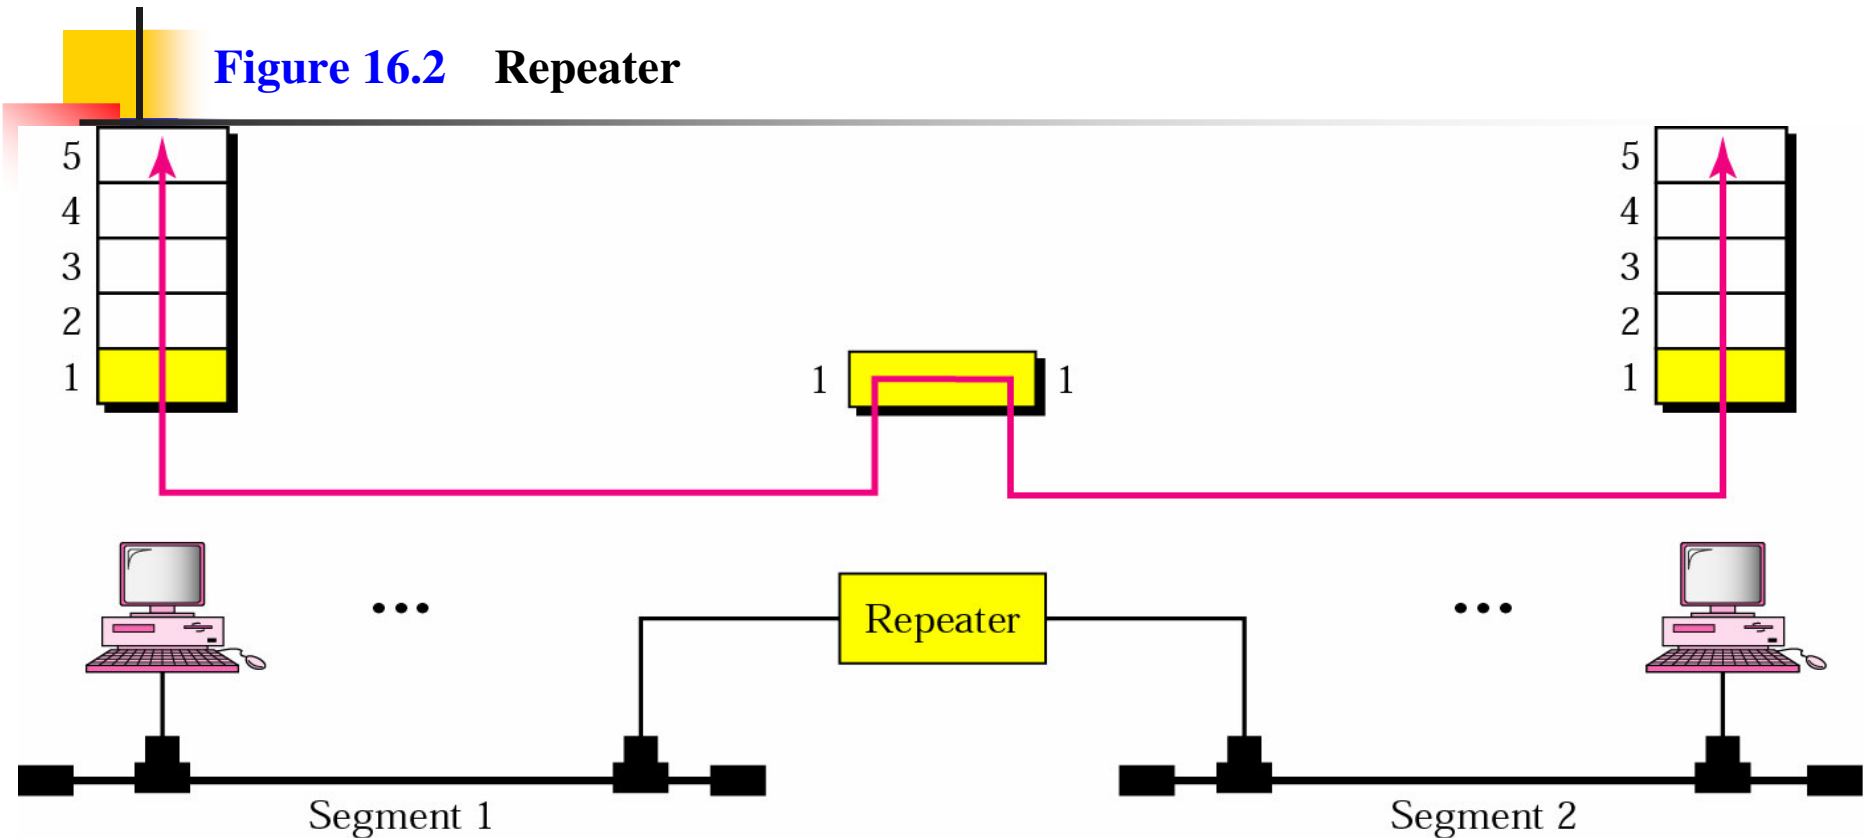 Figure 16.2 Repeater
5 5
4 4
3 3
2 2
1 1 1 1
Repeater
... ...
Segment 1 Segment 2